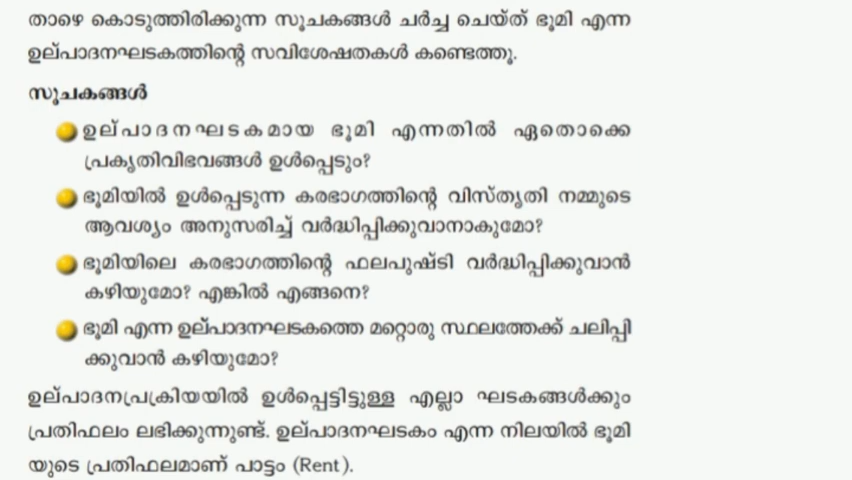 താഴെ കൊടുത്തിരിക്കുന്ന സൂചകങ്ങൾ ചർച്ച ചെയ്ത് ഭൂമി എന്ന
ഉല്പാദനഘടകത്തിന്റെ സവിശേഷതകൾ കണ്ടെത്തൂ.
സൂചകങ്ങൾ
ഉല്പാദനഘടകമായ ഭൂമി എന്നതിൽ ഏതൊക്കെ
പ്രകൃതിവിഭവങ്ങൾ ഉൾപ്പെടും?
ഭൂമിയിൽ ഉൾപ്പെടുന്ന കരഭാഗത്തിന്റെ വിസ്തൃതി നമ്മുടെ
ആവശ്യം അനുസരിച്ച് വർദ്ധിപ്പിക്കുവാനാകുമോ?
ഭൂമിയിലെ കരഭാഗത്തിന്റെ ഫലപുഷ്ടി വർദ്ധിപ്പിക്കുവാൻ
കഴിയുമോ? എങ്കിൽ എങ്ങനെ?
ഭൂമി എന്ന ഉല്പാദനഘടകത്തെ മറ്റൊരു സ്ഥലത്തേക്ക് ചലിപ്പി
ക്കുവാൻ കഴിയുമോ?
ഉല്പാദനപ്രക്രിയയിൽ ഉൾപ്പെട്ടിട്ടുള്ള എല്ലാ ഘടകങ്ങൾക്കും
പ്രതിഫലം ലഭിക്കുന്നുണ്ട്. ഉല്പാദനഘടകം എന്ന നിലയിൽ ഭൂമി
യുടെ പ്രതിഫലമാണ് പാട്ടം (Rent).